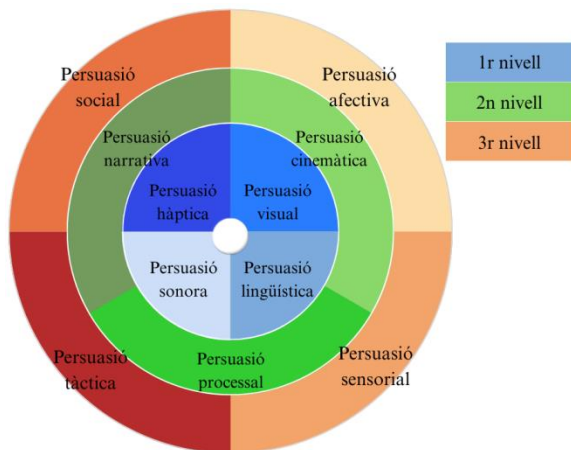 Persuasió
social
Persuasió
afectiva
1r nivell
2n nivell
3r nivell
Persuasió
narrativa
Persuasió
cinemàtica
Persuasió
hàptica
Persuasió
visual
Persuasió
sonora
Persuasió
lingüística
Persuasió
tàctica
Persuasió
processal
Persuasió
sensorial